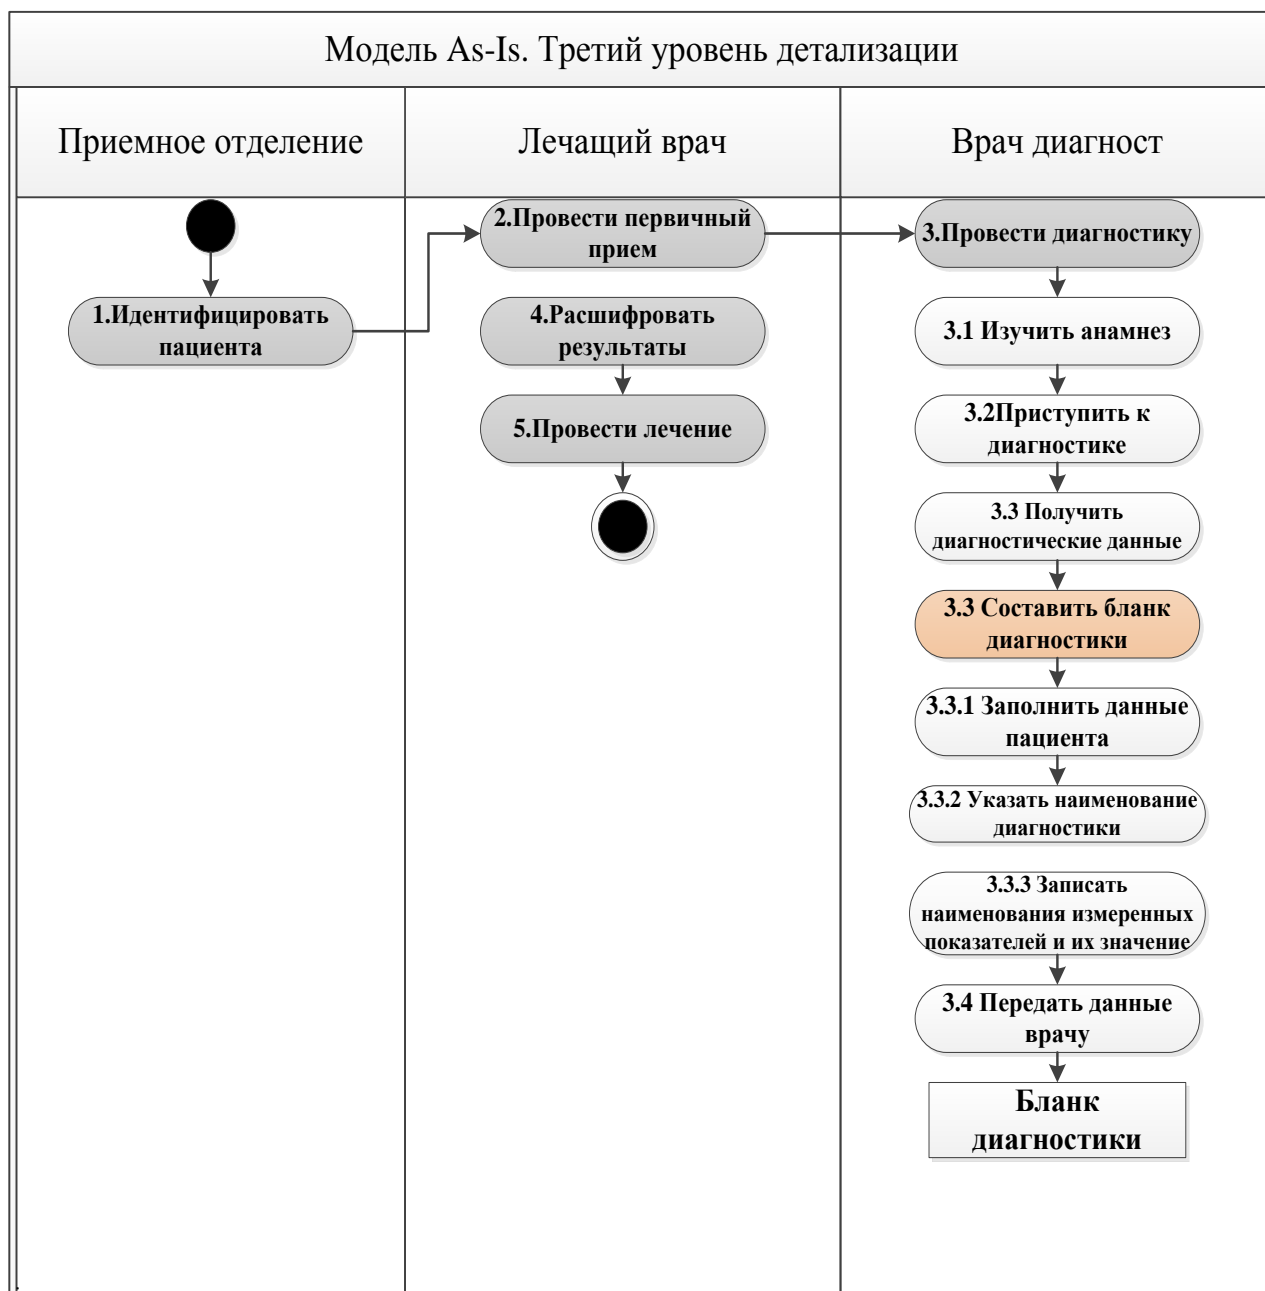 Модель As-Is. Третий уровень детализации
Приемное отделение
Лечащий врач
Врач диагност
1.Идентифицировать
пациента
2.Провести первичный
прием
4.Расшифровать
результаты
5.Провести лечение
3.Провести диагностику
3.1 Изучить анамнез
3.2Приступить к
диагностике
3.3 Получить
диагностические данные
3.3 Составить бланк
диагностики
3.3.1 Заполнить данные
пациента
3.3.2 Указать наименование
диагностики
3.3.3 Записать
наименования измеренных
показателей и их значение
3.4 Передать данные
врачу
Бланк
диагностики